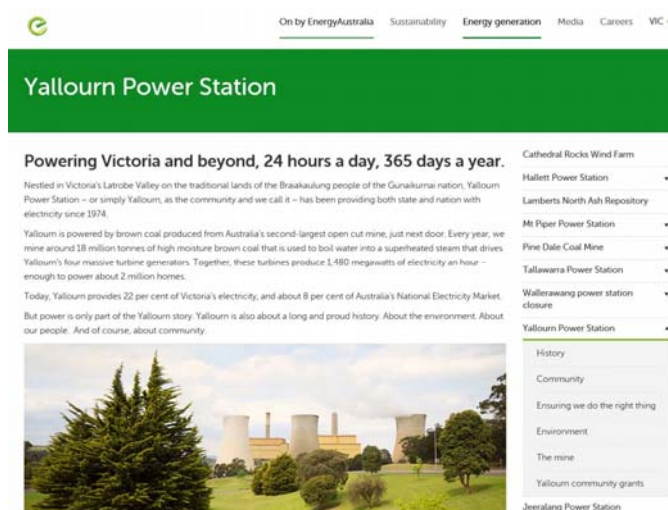 On by EnergyAustralia Sustainability Energy generation Media Careers VIC
Yallourn Power Station
Powering Victoria and beyond, 24 hours a day, 365 days a year.
Nestled in Victoria's Latrobe Valley on the traditional lands of the Braiakaulung people of the Gunaikurnai nation, Yallourn
Power Station – or simply Yallourn, as the community and we call it – has been providing both state and nation with
electricity since 1974.
Yallourn is powered by brown coal produced from Australia's second-largest open cut mine, just next door. Every year, we
mine around 18 million tonnes of high moisture brown coal that is used to boil water into a superheated steam that drives
Yallourn's four massive turbine generators. Together, these turbines produce 1,480 megawatts of electricity an hour –
enough to power about 2 million homes.
Today, Yallourn provides 22 per cent of Victoria's electricity, and about 8 per cent of Australia's National Electricity Market.
But power is only part of the Yallourn story. Yallourn is also about a long and proud history. About the environment. About
our people. And of course, about community.
Cathedral Rocks Wind Farm
Hallett Power Station
Lamberts North Ash Repository
Mt Piper Power Station
Pine Dale Coal Mine
Tallawarra Power Station
Wallerawang power station
closure
Yallourn Power Station
History
Community
Ensuring we do the right thing
Environment
The mine
Yallourn community grants
Jeeralang Power Station